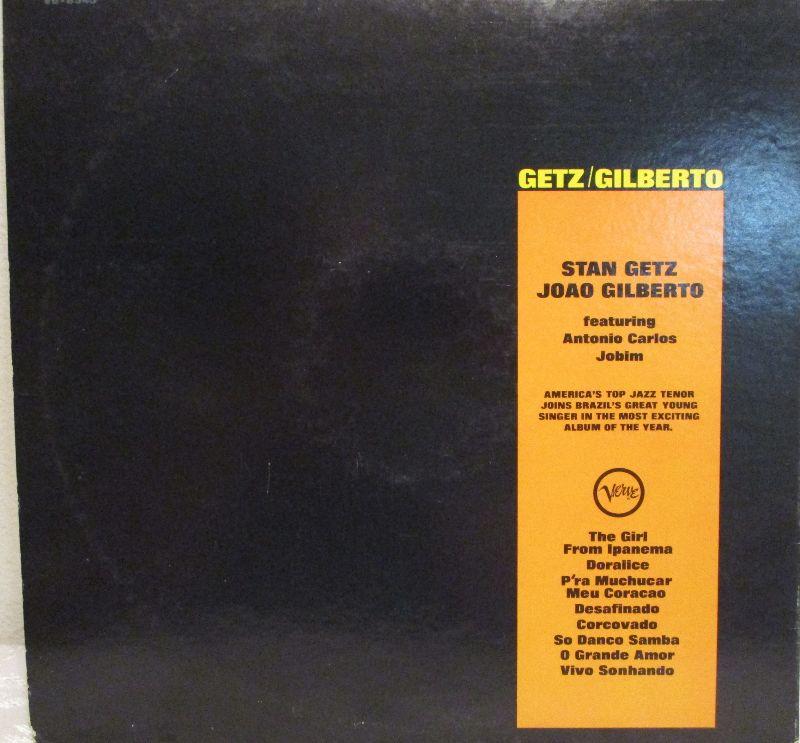 GETZ/GILBERTO
STAN GETZ
JOAO GILBERTO
featuring
Antonio Carlos
Jobim
AMERICA'S TOP JAZZ TENOR
JOINS BRAZIL'S GREAT YOUNG
SINGER IN THE MOST EXCITING
ALBUM OF THE YEAR.
Verve
The Girl
From Ipanema
Doralice
P'ra Muchucar
Meu Coracao
Desafinado
Corcovado
So Danco Samba
O Grande Amor
Vivo Sonhando